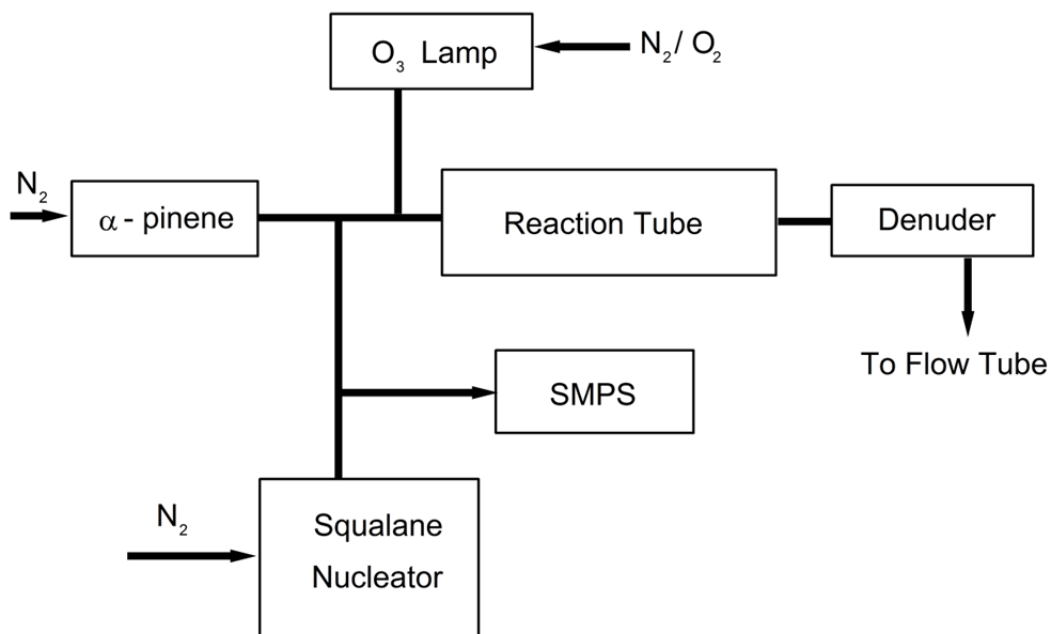 O₃ Lamp
N₂ / O₂
N₂
α - pinene
Reaction Tube
Denuder
To Flow Tube
SMPS
N₂
Squalane
Nucleator